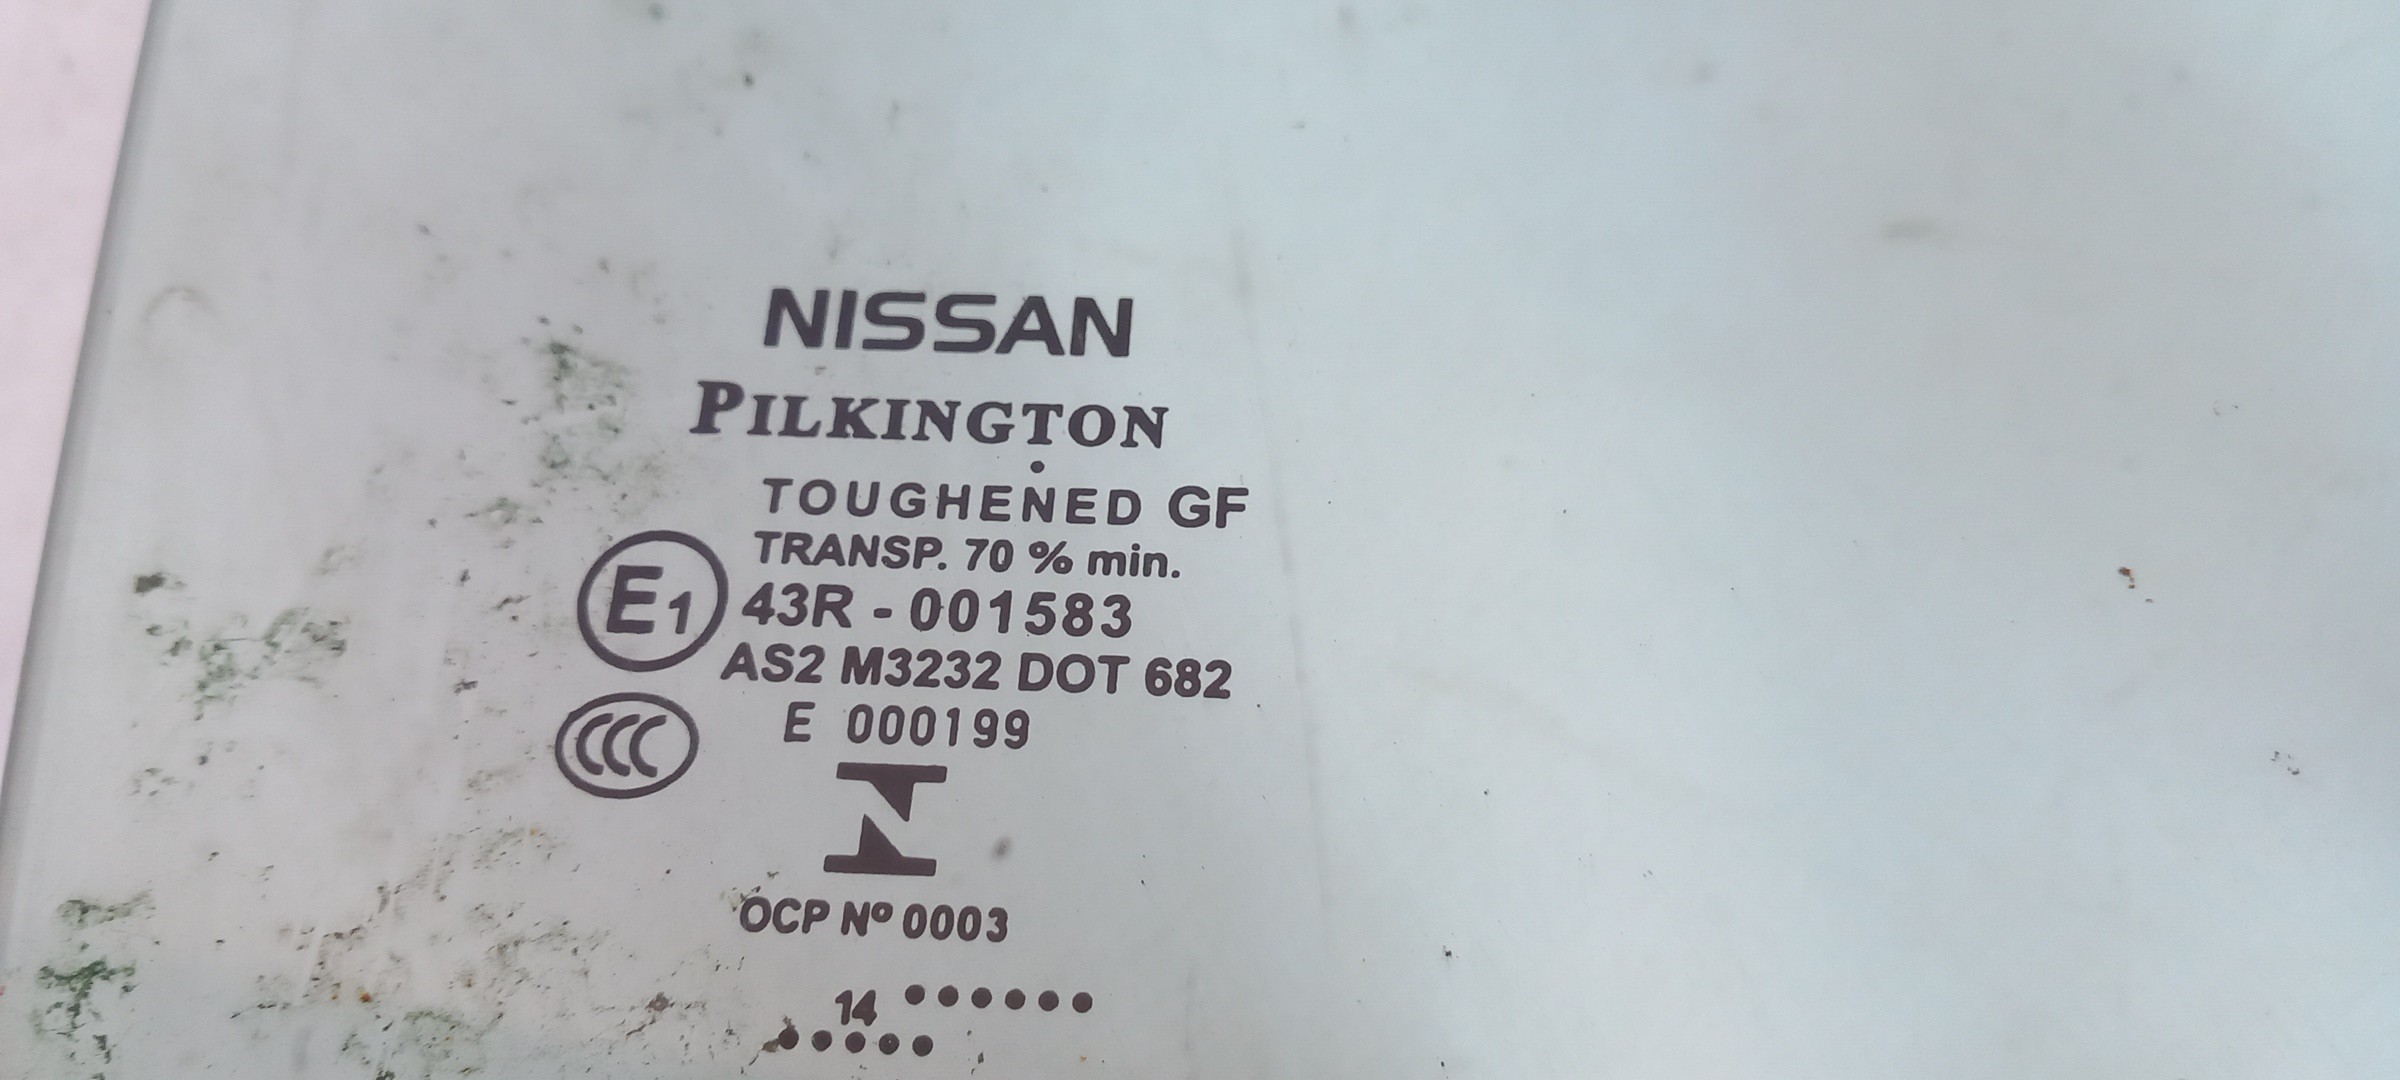 NISSAN
PILKINGTON
TOUGHENED GF
TRANSP. 70 % min.
E1 43R - 001583
AS2 M3232 DOT 682
CCC E 000199
OCP Nº 0003
14 ••••••
•••••